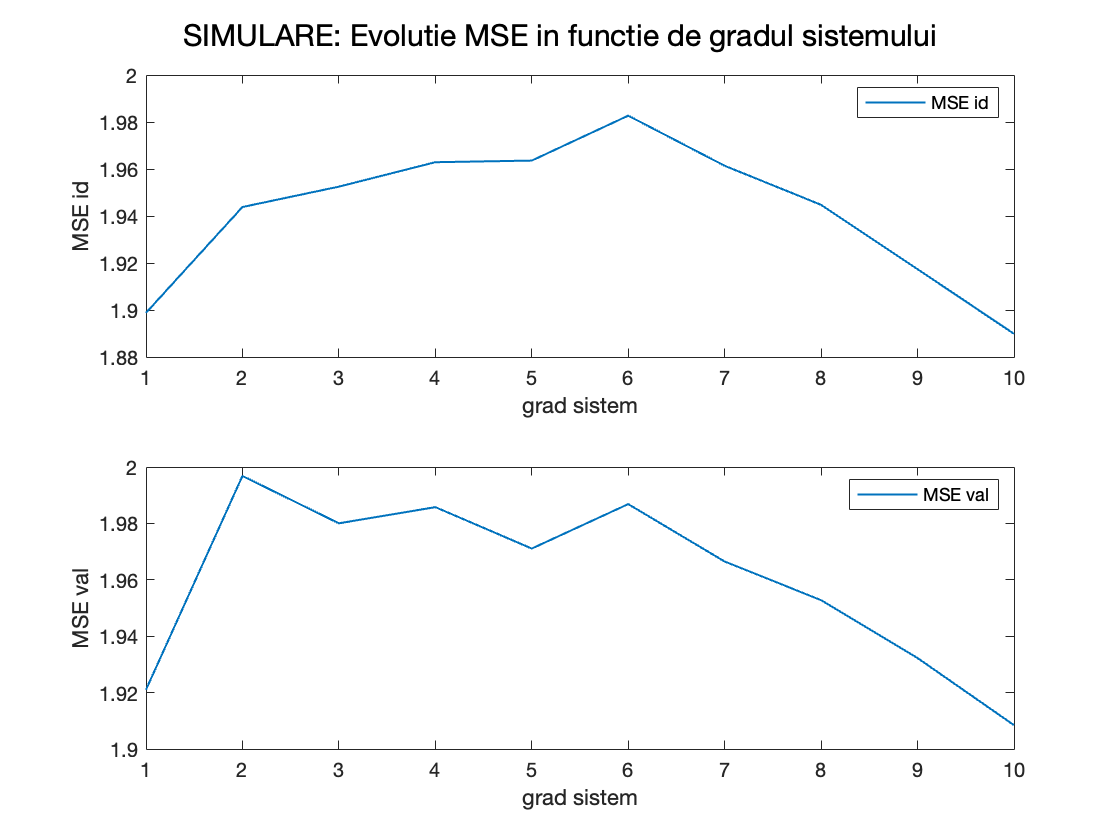 SIMULARE: Evolutie MSE in functie de gradul sistemului
2
1.98
1.96
1.94
1.92
1.9
1.88
MSE id
MSE id
1 2 3 4 5 6 7 8 9 10
grad sistem
2
1.98
1.96
1.94
1.92
1.9
MSE val
MSE val
1 2 3 4 5 6 7 8 9 10
grad sistem